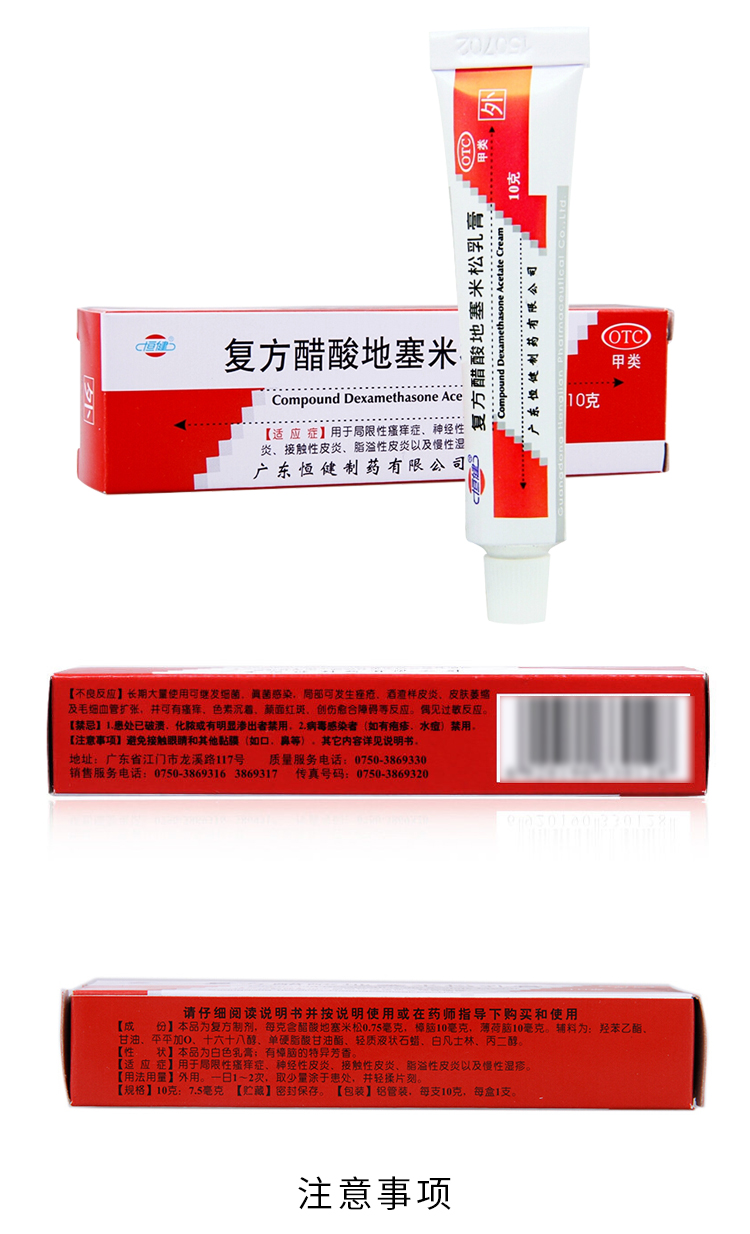 150702
外
OTC
甲类
10克
复方醋酸地塞米松乳膏
Compound Dexamethasone Acetate Cream
广东恒健制药有限公司
Guangdong Hengjian Pharmaceutical Co.,Ltd
恒健®
恒健®
外
复方醋酸地塞米
Compound Dexamethasone Ace
【适应症】用于局限性瘙痒症、神经性
炎、接触性皮炎、脂溢性皮炎以及慢性湿
广东恒健制药有限公司
OTC
甲类
10克
【不良反应】长期大量使用可继发细菌、真菌感染，局部可发生痤疮、酒渣样皮炎、皮肤萎缩
及毛细血管扩张，并可有瘙痒、色素沉着、颜面红斑、创伤愈合障碍等反应。偶见过敏反应。
【禁忌】1.患处已破溃、化脓或有明显渗出者禁用。2.病毒感染者（如有疱疹，水痘）禁用。
【注意事项】避免接触眼睛和其他黏膜（如口、鼻等）。其它内容详见说明书。
地址：广东省江门市龙溪路117号 质量服务电话：0750-3869330
销售服务电话：0750-3869316 3869317 传真号码：0750-3869320
请仔细阅读说明书并按说明使用或在药师指导下购买和使用
【成 份】本品为复方制剂，每克含醋酸地塞米松0.75毫克，樟脑10毫克，薄荷脑10毫克。辅料为：羟苯乙酯、
甘油、平平加O、十六十八醇、单硬脂酸甘油酯、轻质液状石蜡、白凡士林、丙二醇。
【性 状】本品为白色乳膏；有樟脑的特异芳香。
【适 应 症】用于局限性瘙痒症、神经性皮炎、接触性皮炎、脂溢性皮炎以及慢性湿疹。
【用法用量】外用。一日1～2次，取少量涂于患处，并轻揉片刻。
【规格】10克：7.5毫克 【贮藏】密封保存。 【包装】铝管装，每支10克，每盒1支。
注意事项